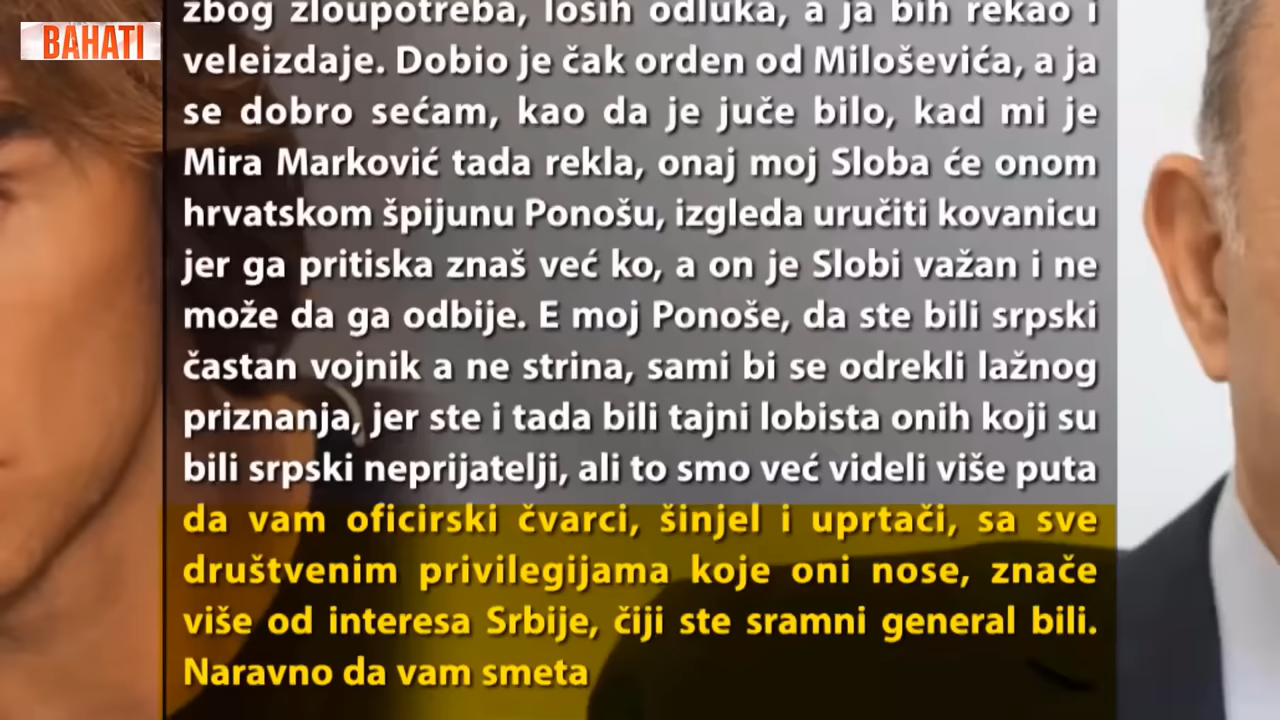 BAHATI
zbog zloupotreba, loših odluka, a ja bih rekao i
veleizdaje. Dobio je čak orden od Miloševića, a ja
se dobro sećam, kao da je juče bilo, kad mi je
Mira Marković tada rekla, onaj moj Sloba će onom
hrvatskom špijunu Ponošu, izgleda uručiti kovanicu
jer ga pritiska znaš već ko, a on je Slobi važan i ne
može da ga odbije. E moj Ponoše, da ste bili srpski
častan vojnik a ne strina, sami bi se odrekli lažnog
priznanja, jer ste i tada bili tajni lobista onih koji su
bili srpski neprijatelji, ali to smo već videli više puta
da vam oficirski čvarci, šinjel i uprtači, sa sve
društvenim privilegijama koje oni nose, znače
više od interesa Srbije, čiji ste sramni general bili.
Naravno da vam smeta